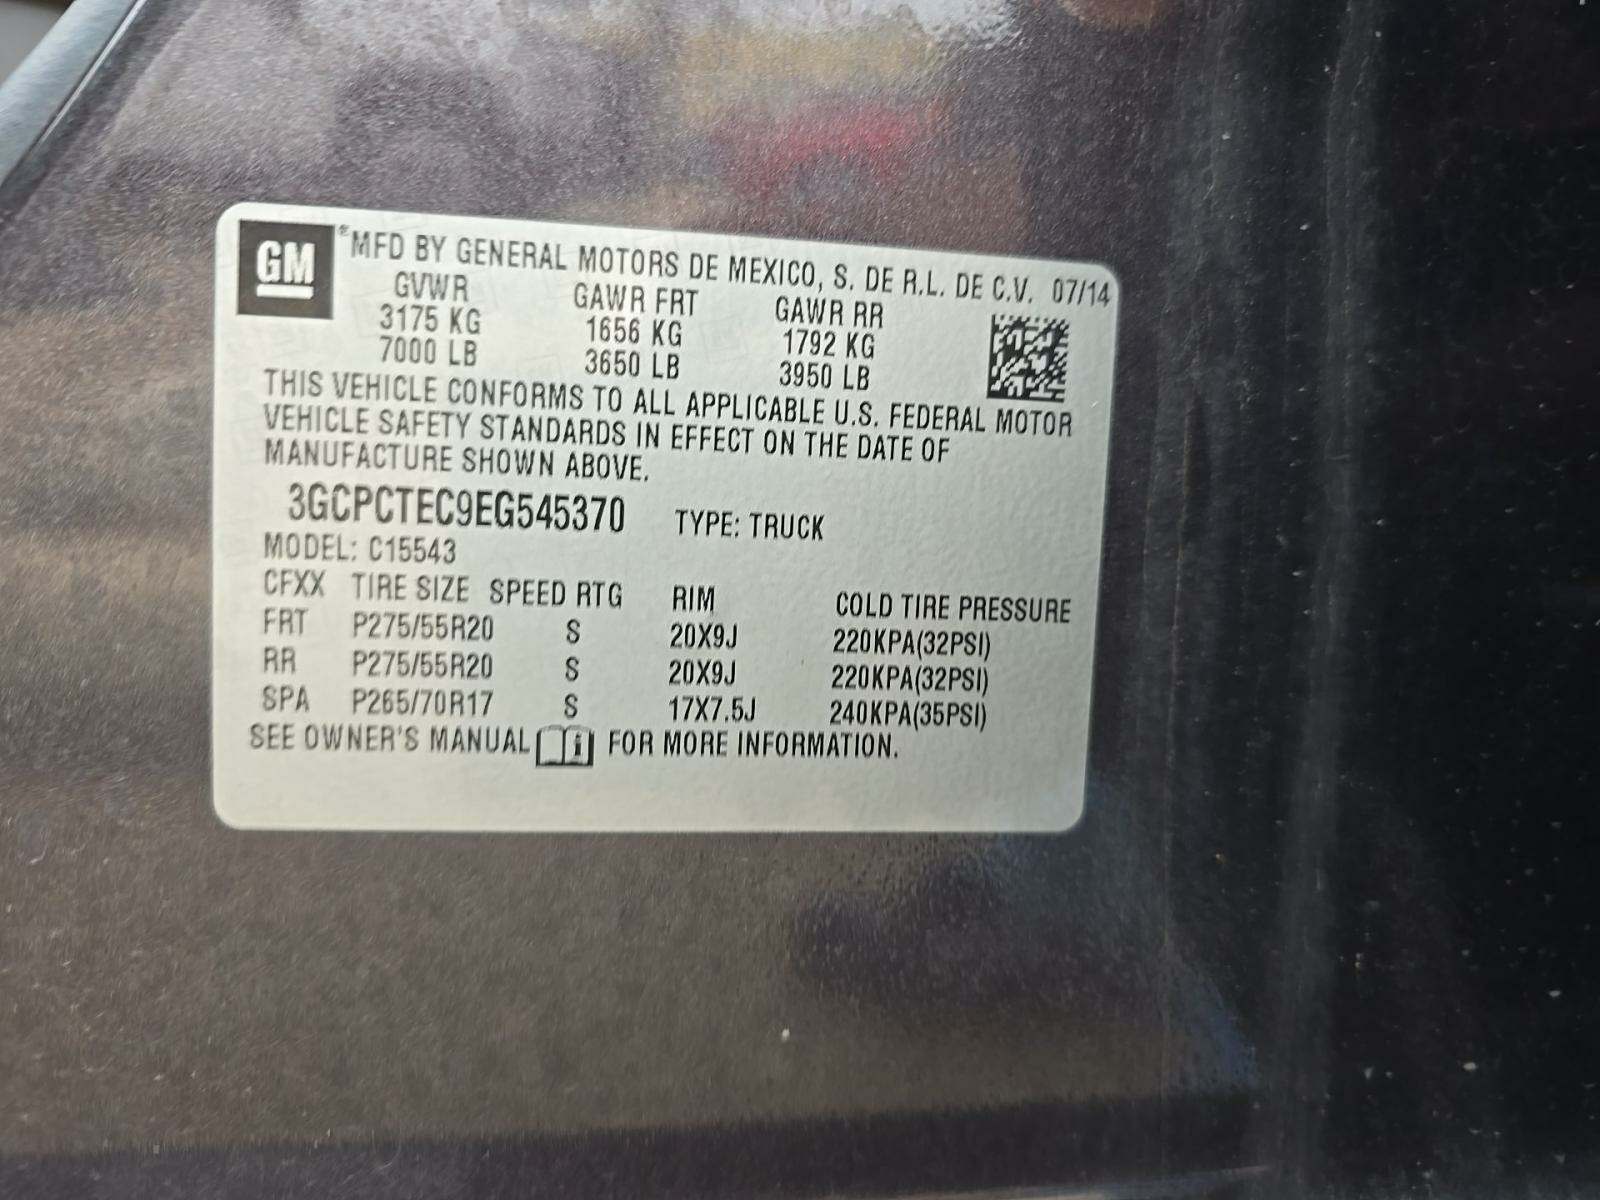 GM ® MFD BY GENERAL MOTORS DE MEXICO, S. DE R.L. DE C.V. 07/14
GVWR GAWR FRT GAWR RR
3175 KG 1656 KG 1792 KG
7000 LB 3650 LB 3950 LB
THIS VEHICLE CONFORMS TO ALL APPLICABLE U.S. FEDERAL MOTOR
VEHICLE SAFETY STANDARDS IN EFFECT ON THE DATE OF
MANUFACTURE SHOWN ABOVE.
3GCPCTEC9EG545370 TYPE: TRUCK
MODEL: C15543
CFXX TIRE SIZE SPEED RTG RIM COLD TIRE PRESSURE
FRT P275/55R20 S 20X9J 220KPA(32PSI)
RR P275/55R20 S 20X9J 220KPA(32PSI)
SPA P265/70R17 S 17X7.5J 240KPA(35PSI)
SEE OWNER'S MANUAL i FOR MORE INFORMATION.